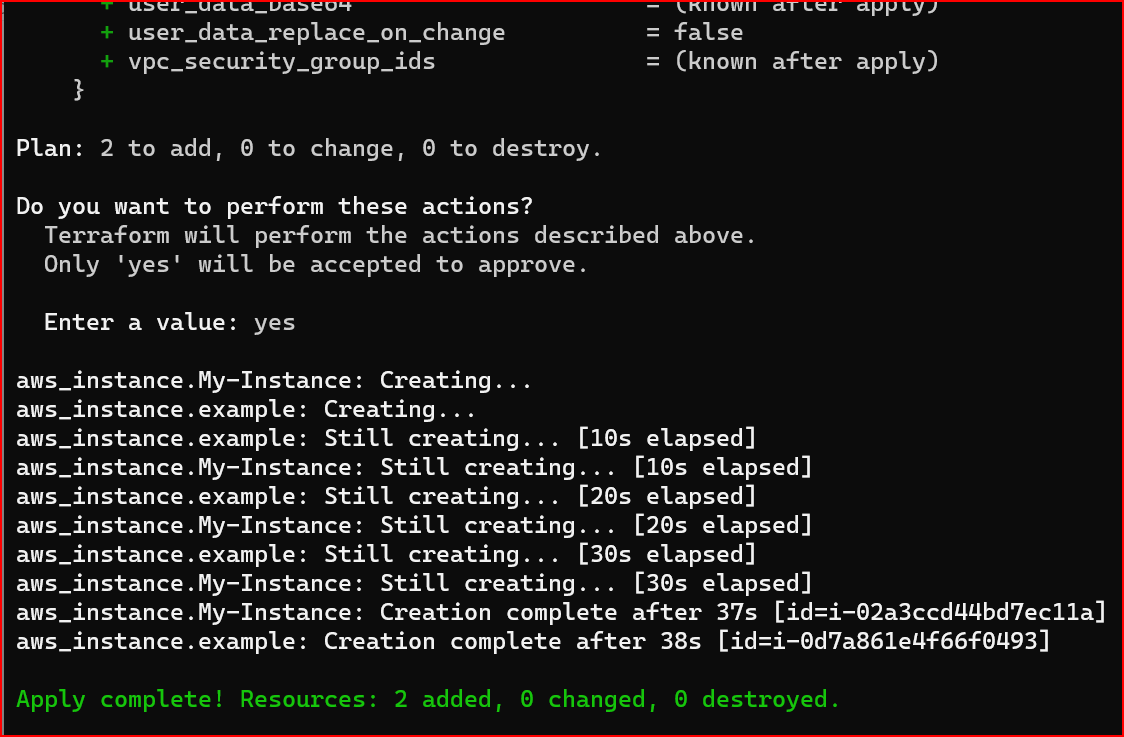 + user_data_base64 = (known after apply)
+ user_data_replace_on_change = false
+ vpc_security_group_ids = (known after apply)
}
Plan: 2 to add, 0 to change, 0 to destroy.
Do you want to perform these actions?
Terraform will perform the actions described above.
Only 'yes' will be accepted to approve.
Enter a value: yes
aws_instance.My-Instance: Creating...
aws_instance.example: Creating...
aws_instance.example: Still creating... [10s elapsed]
aws_instance.My-Instance: Still creating... [10s elapsed]
aws_instance.example: Still creating... [20s elapsed]
aws_instance.My-Instance: Still creating... [20s elapsed]
aws_instance.example: Still creating... [30s elapsed]
aws_instance.My-Instance: Still creating... [30s elapsed]
aws_instance.My-Instance: Creation complete after 37s [id=i-02a3ccd44bd7ec11a]
aws_instance.example: Creation complete after 38s [id=i-0d7a861e4f66f0493]
Apply complete! Resources: 2 added, 0 changed, 0 destroyed.